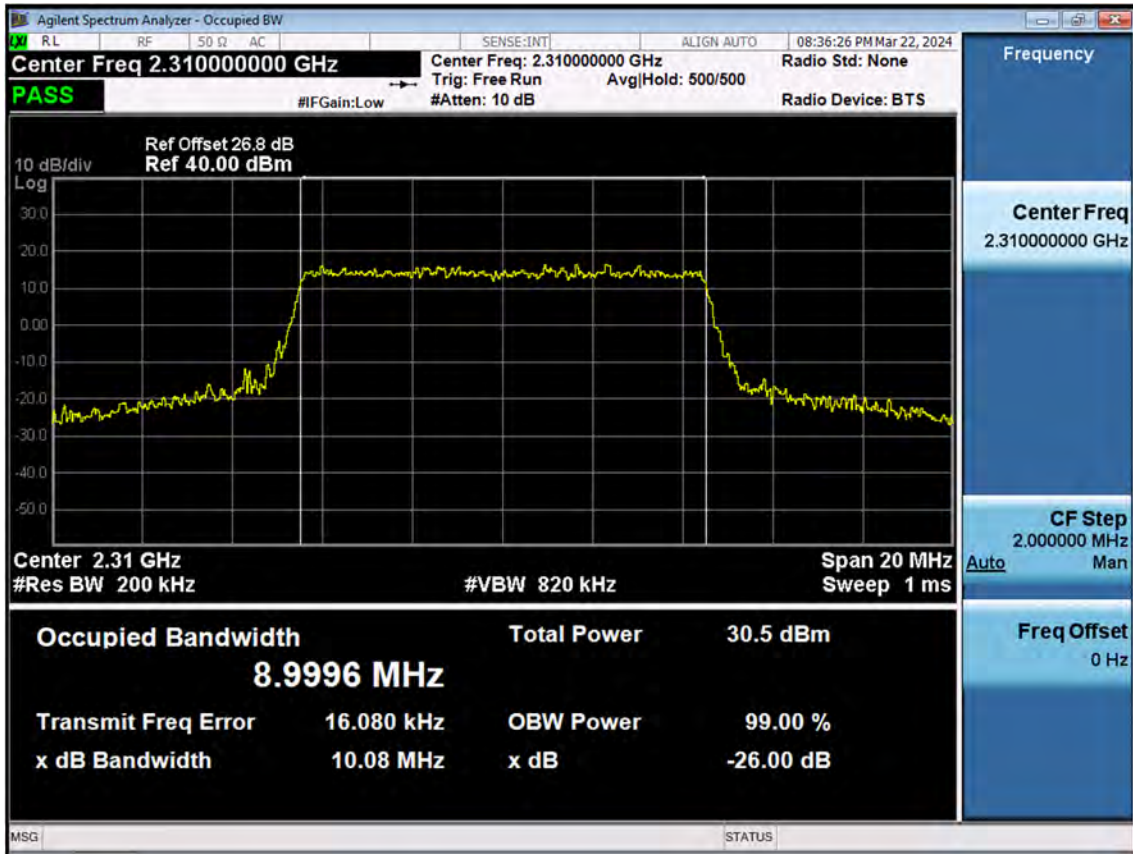 Agilent Spectrum Analyzer - Occupied BW
LXI RL RF 50 Ω AC SENSE:INT ALIGN AUTO 08:36:26 PM Mar 22, 2024
Center Freq 2.310000000 GHz Center Freq: 2.310000000 GHz Radio Std: None
Trig: Free Run Avg|Hold: 500/500
PASS #IFGain:Low #Atten: 10 dB Radio Device: BTS
Ref Offset 26.8 dB
10 dB/div Ref 40.00 dBm
Log
30.0
20.0
10.0
0.00
-10.0
-20.0
-30.0
-40.0
-50.0
Center 2.31 GHz Span 20 MHz
#Res BW 200 kHz #VBW 820 kHz Sweep 1 ms
Occupied Bandwidth Total Power 30.5 dBm
8.9996 MHz
Transmit Freq Error 16.080 kHz OBW Power 99.00 %
x dB Bandwidth 10.08 MHz x dB -26.00 dB
MSG STATUS
Frequency
Center Freq
2.310000000 GHz
CF Step
2.000000 MHz
Auto Man
Freq Offset
0 Hz